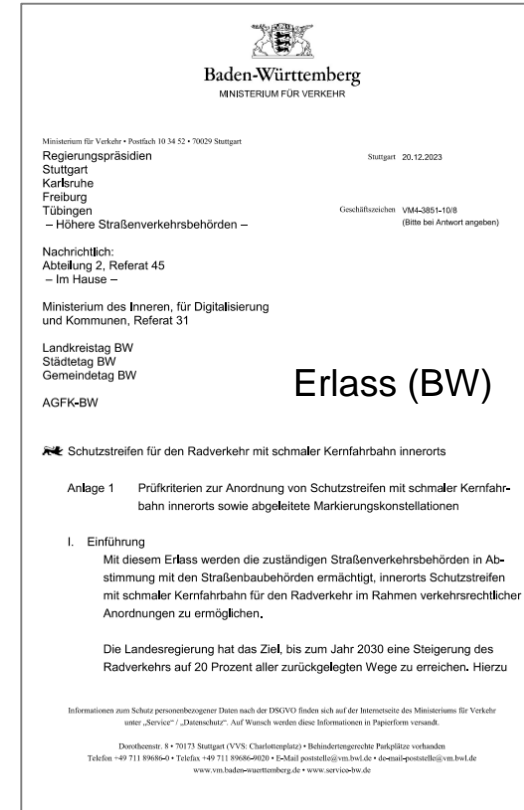 Baden-Württemberg
MINISTERIUM FÜR VERKEHR
Ministerium für Verkehr • Postfach 10 34 52 • 70029 Stuttgart
Regierungspräsidien
Stuttgart
Karlsruhe
Freiburg
Tübingen
– Höhere Straßenverkehrsbehörden –
Stuttgart 20.12.2023
Geschäftszeichen VM4-3851-10/8
(Bitte bei Antwort angeben)
Nachrichtlich:
Abteilung 2, Referat 45
– Im Hause –
Ministerium des Inneren, für Digitalisierung
und Kommunen, Referat 31
Landkreistag BW
Städtetag BW
Gemeindetag BW
AGFK-BW
Erlass (BW)
Schutzstreifen für den Radverkehr mit schmaler Kernfahrbahn innerorts
Anlage 1 Prüfkriterien zur Anordnung von Schutzstreifen mit schmaler Kernfahr-
bahn innerorts sowie abgeleitete Markierungskonstellationen
I. Einführung
Mit diesem Erlass werden die zuständigen Straßenverkehrsbehörden in Ab-
stimmung mit den Straßenbaubehörden ermächtigt, innerorts Schutzstreifen
mit schmaler Kernfahrbahn für den Radverkehr im Rahmen verkehrsrechtlicher
Anordnungen zu ermöglichen.
Die Landesregierung hat das Ziel, bis zum Jahr 2030 eine Steigerung des
Radverkehrs auf 20 Prozent aller zurückgelegten Wege zu erreichen. Hierzu
Informationen zum Schutz personenbezogener Daten nach der DSGVO finden sich auf der Internetseite des Ministeriums für Verkehr
unter „Service“ / „Datenschutz“. Auf Wunsch werden diese Informationen in Papierform versandt.
Dorotheenstr. 8 • 70173 Stuttgart (VVS: Charlottenplatz) • Behindertengerechte Parkplätze vorhanden
Telefon +49 711 89686-0 • Telefax +49 711 89686-9020 • E-Mail poststelle@vm.bwl.de • de-mail-poststelle@vm.bwl.de
www.vm.baden-wuerttemberg.de • www.service-bw.de